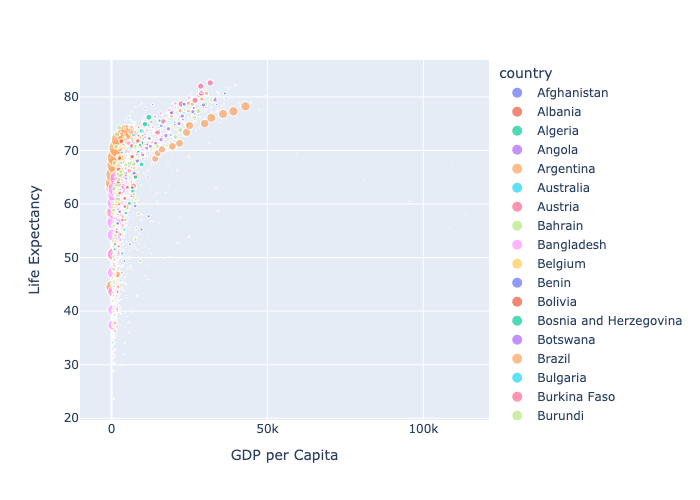 country
Afghanistan
Albania
Algeria
Angola
Argentina
Australia
Austria
Bahrain
Bangladesh
Belgium
Benin
Bolivia
Bosnia and Herzegovina
Botswana
Brazil
Bulgaria
Burkina Faso
Burundi
Life Expectancy
80
70
60
50
40
30
20
0 50k 100k
GDP per Capita